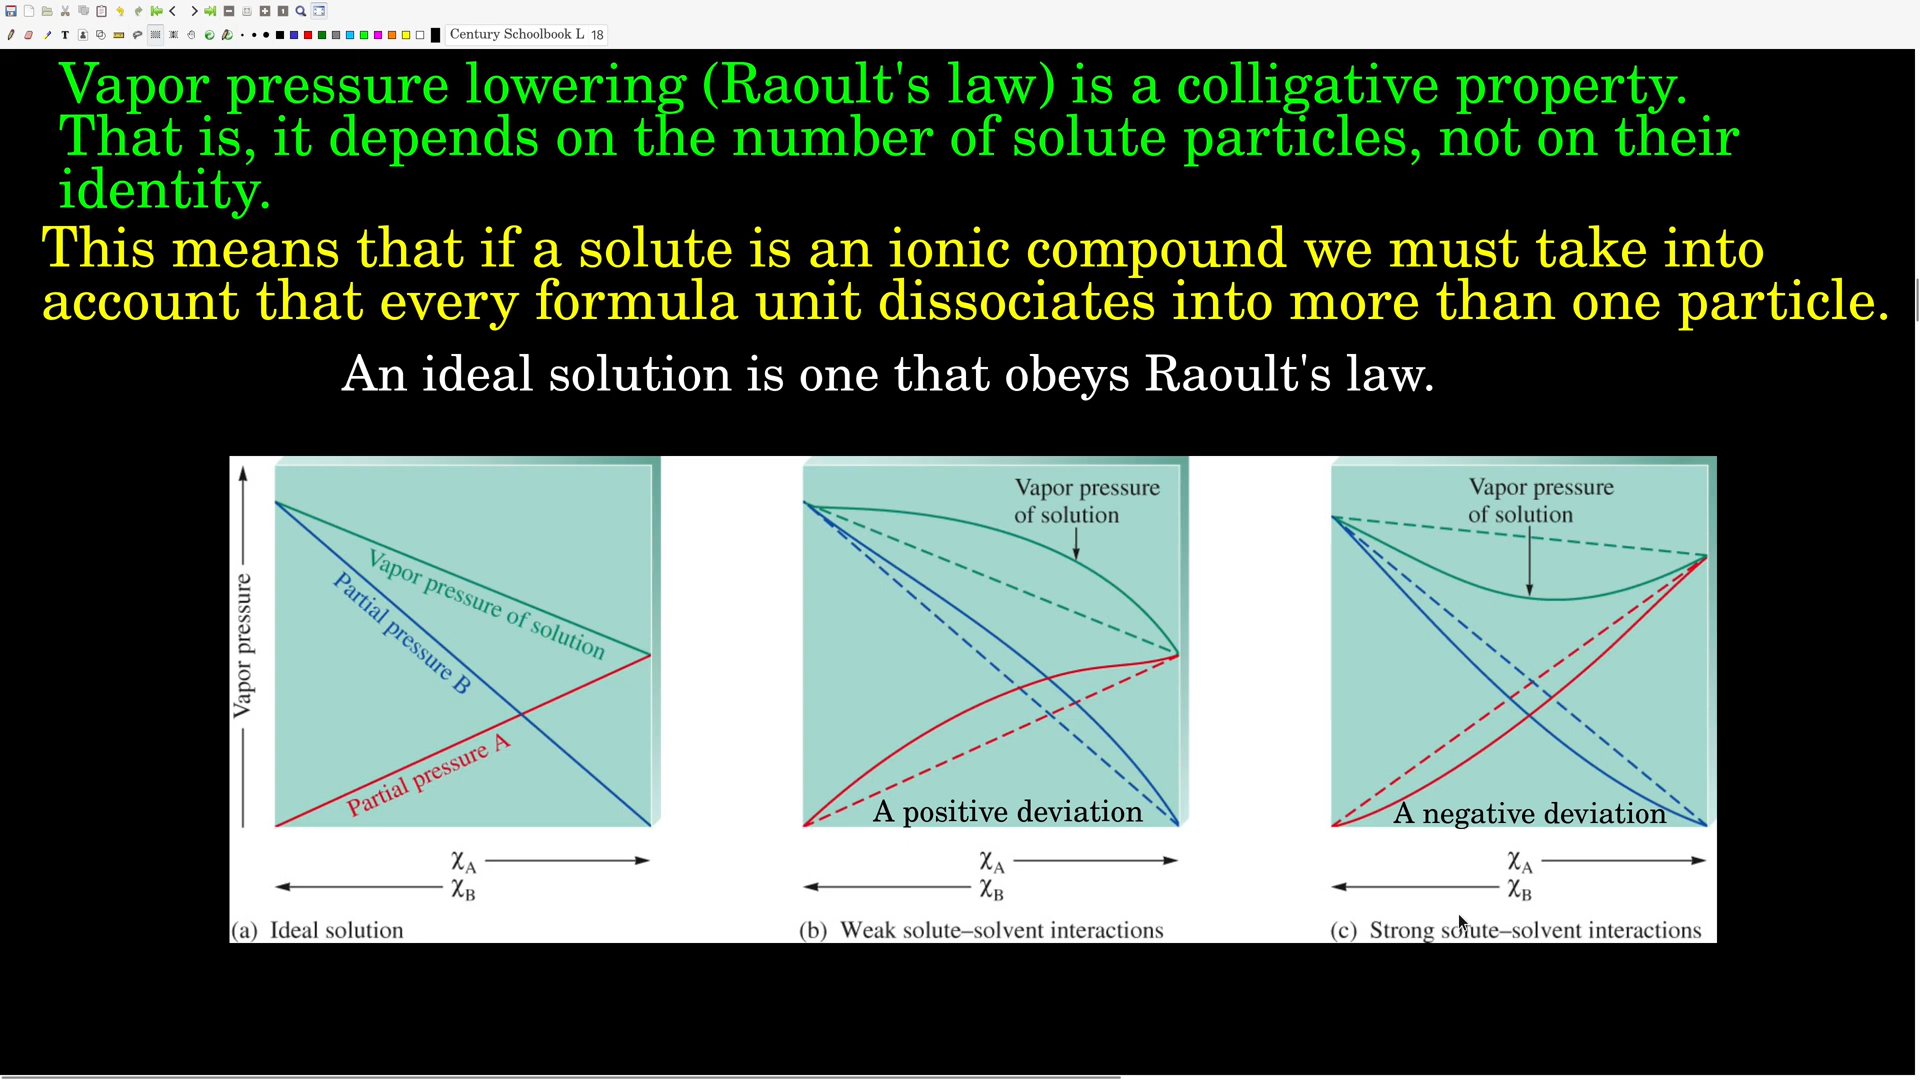 Century Schoolbook L 18
Vapor pressure lowering (Raoult's law) is a colligative property.
That is, it depends on the number of solute particles, not on their
identity.
This means that if a solute is an ionic compound we must take into
account that every formula unit dissociates into more than one particle.
An ideal solution is one that obeys Raoult's law.
Vapor pressure
Vapor pressure of solution
Partial pressure B
Partial pressure A
χA
χB
(a) Ideal solution
Vapor pressure
of solution
A positive deviation
χA
χB
(b) Weak solute–solvent interactions
Vapor pressure
of solution
A negative deviation
χA
χB
(c) Strong solute–solvent interactions